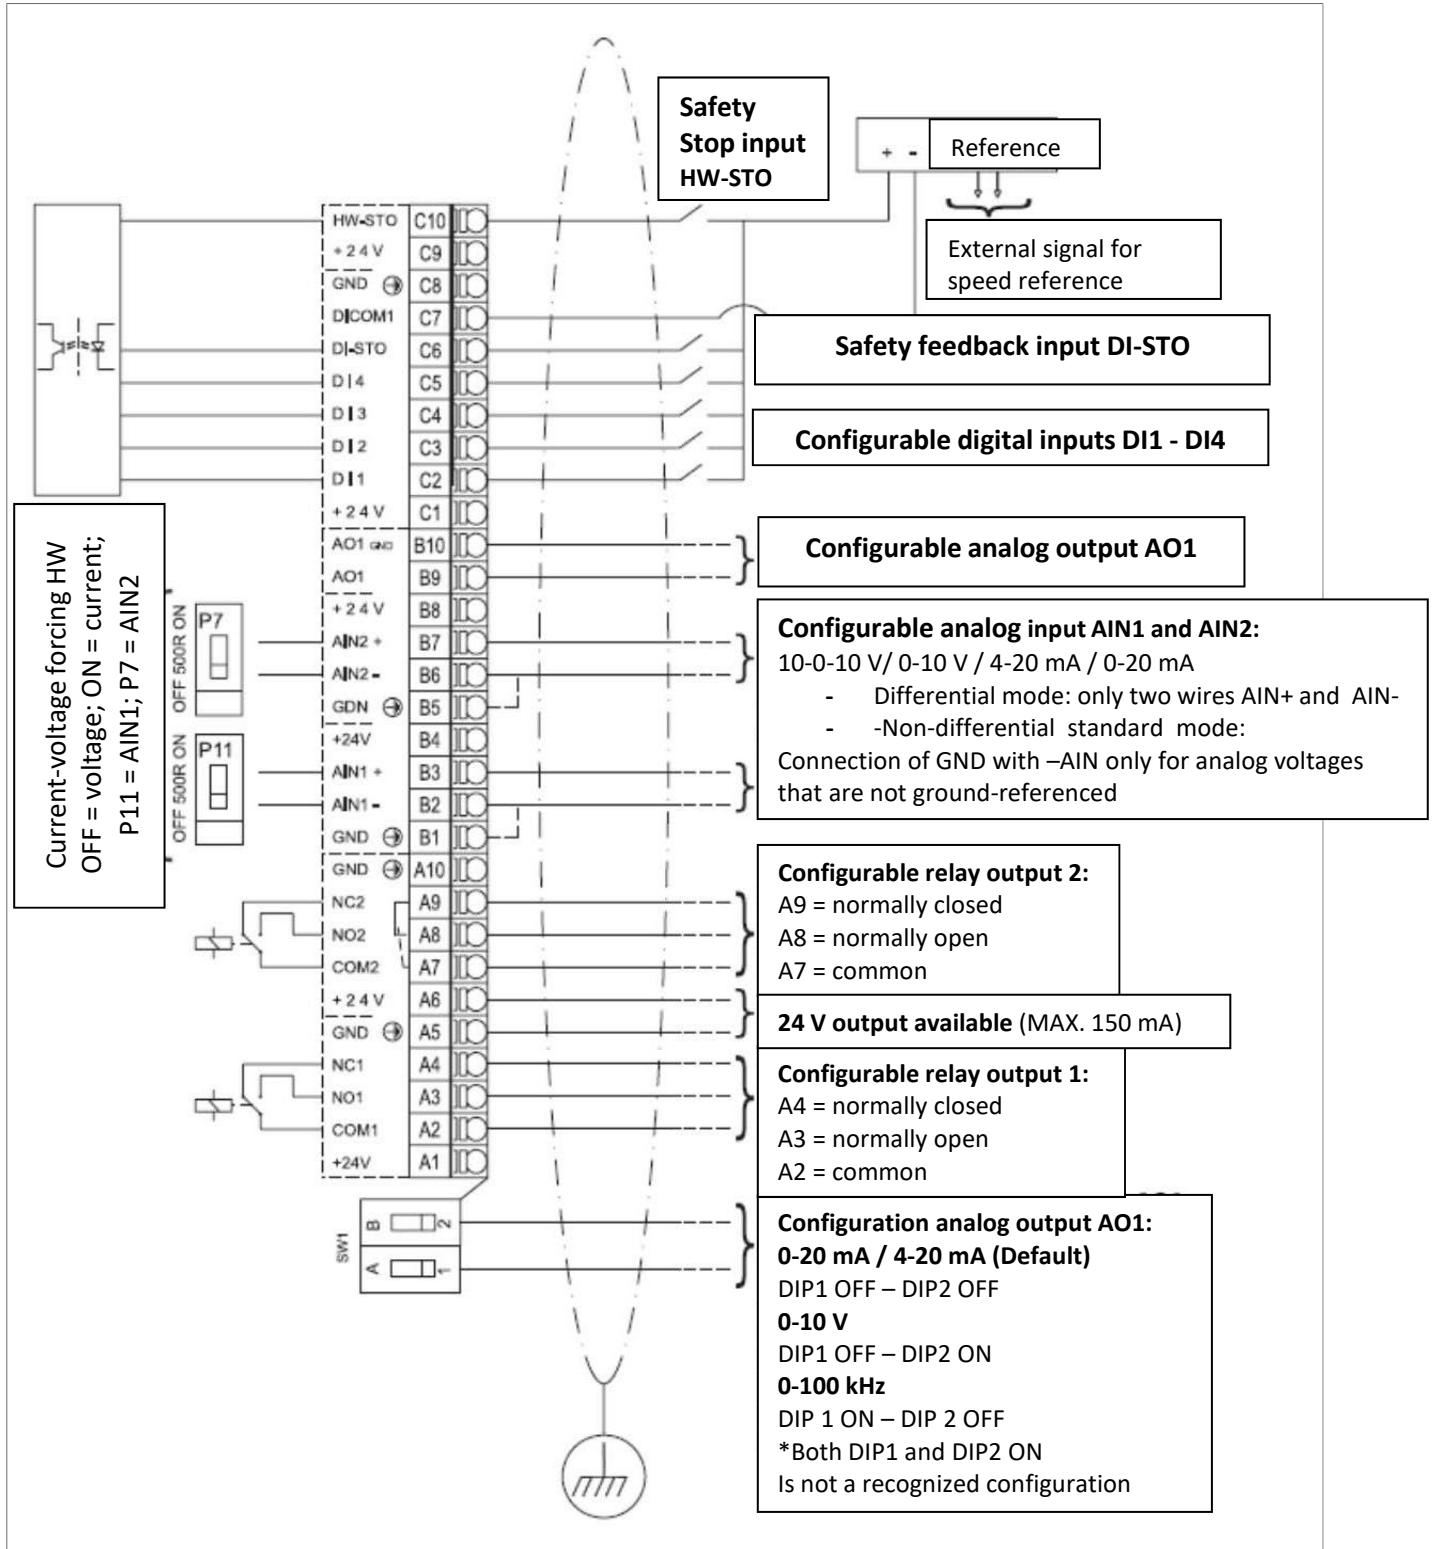 Safety
Stop input
HW-STO
+ -
Reference
External signal for
speed reference
HW-STO C10
+24V C9
GND C8
DICOM1 C7
DI-STO C6
DI4 C5
DI3 C4
DI2 C3
DI1 C2
+24V C1
AO1 GND B10
AO1 B9
+24V B8
AIN2 + B7
AIN2 - B6
GDN B5
+24V B4
AIN1 + B3
AIN1 - B2
GND B1
GND A10
NC2 A9
NO2 A8
COM2 A7
+24V A6
GND A5
NC1 A4
NO1 A3
COM1 A2
+24V A1
Safety feedback input DI-STO
Configurable digital inputs DI1 - DI4
Configurable analog output AO1
Current-voltage forcing HW
OFF = voltage; ON = current;
P11 = AIN1; P7 = AIN2
OFF 500R ON
P7
OFF 500R ON
P11
Configurable analog input AIN1 and AIN2:
10-0-10 V/ 0-10 V / 4-20 mA / 0-20 mA
- Differential mode: only two wires AIN+ and AIN-
- -Non-differential standard mode:
Connection of GND with –AIN only for analog voltages
that are not ground-referenced
Configurable relay output 2:
A9 = normally closed
A8 = normally open
A7 = common
24 V output available (MAX. 150 mA)
Configurable relay output 1:
A4 = normally closed
A3 = normally open
A2 = common
SW1
B 2
A 1
Configuration analog output AO1:
0-20 mA / 4-20 mA (Default)
DIP1 OFF – DIP2 OFF
0-10 V
DIP1 OFF – DIP2 ON
0-100 kHz
DIP 1 ON – DIP 2 OFF
*Both DIP1 and DIP2 ON
Is not a recognized configuration